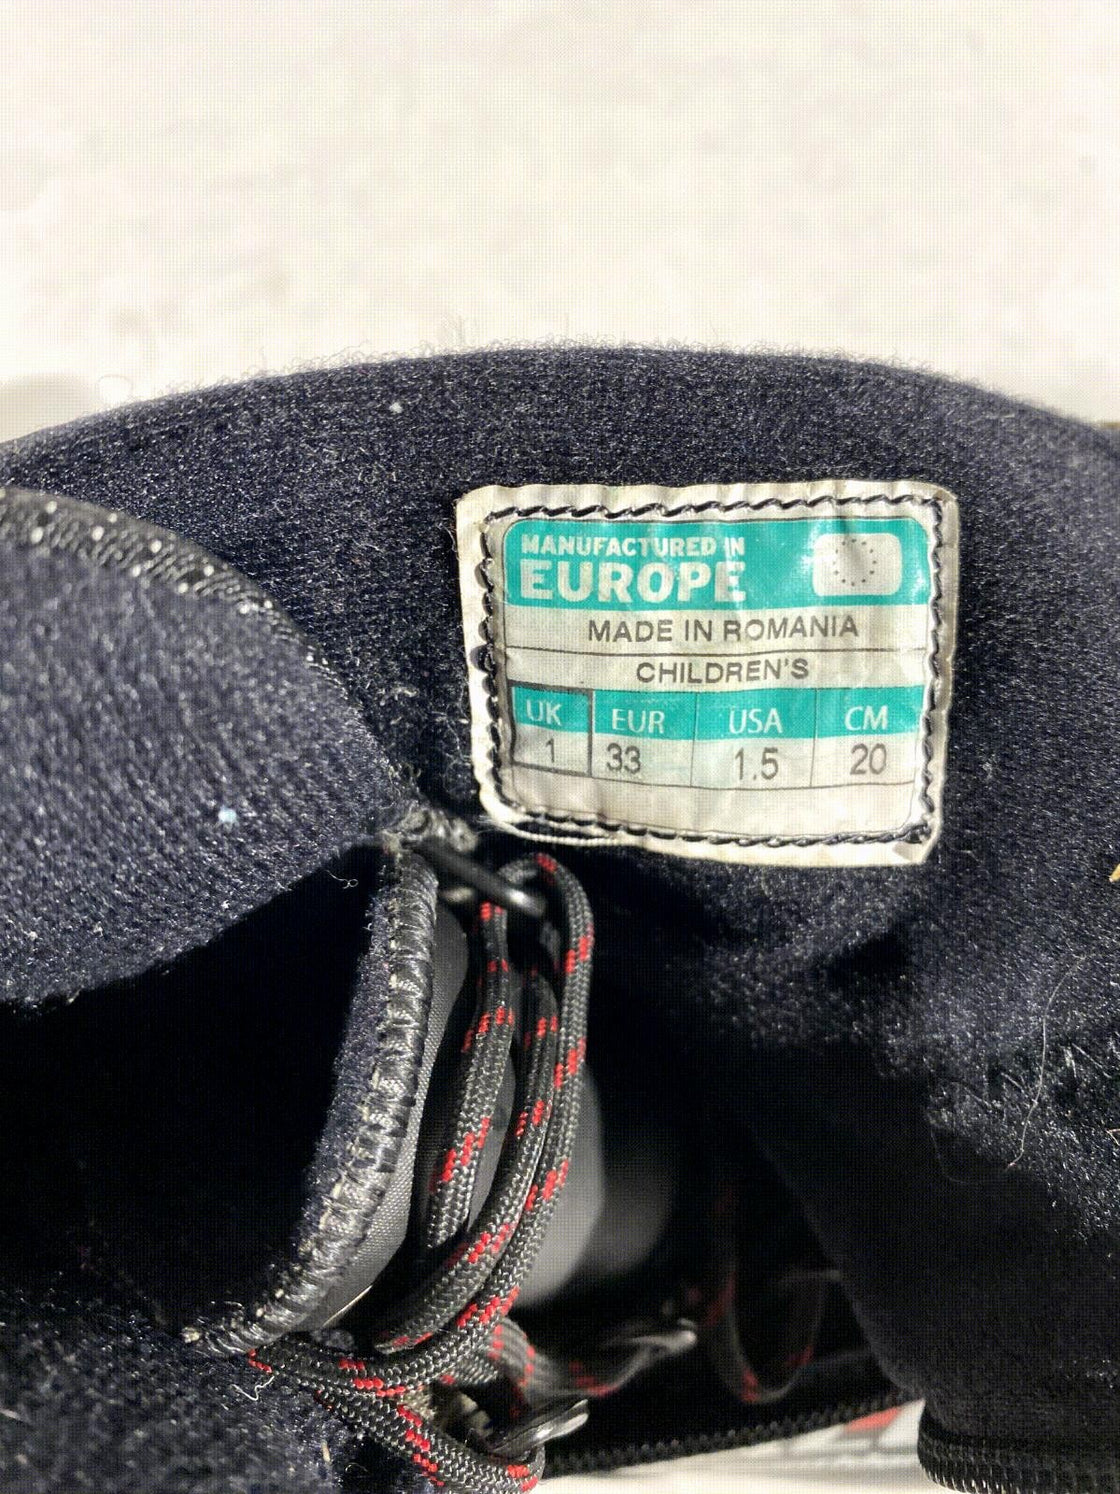 MANUFACTURED IN
EUROPE
MADE IN ROMANIA
CHILDREN'S
UK EUR USA CM
1 33 1.5 20